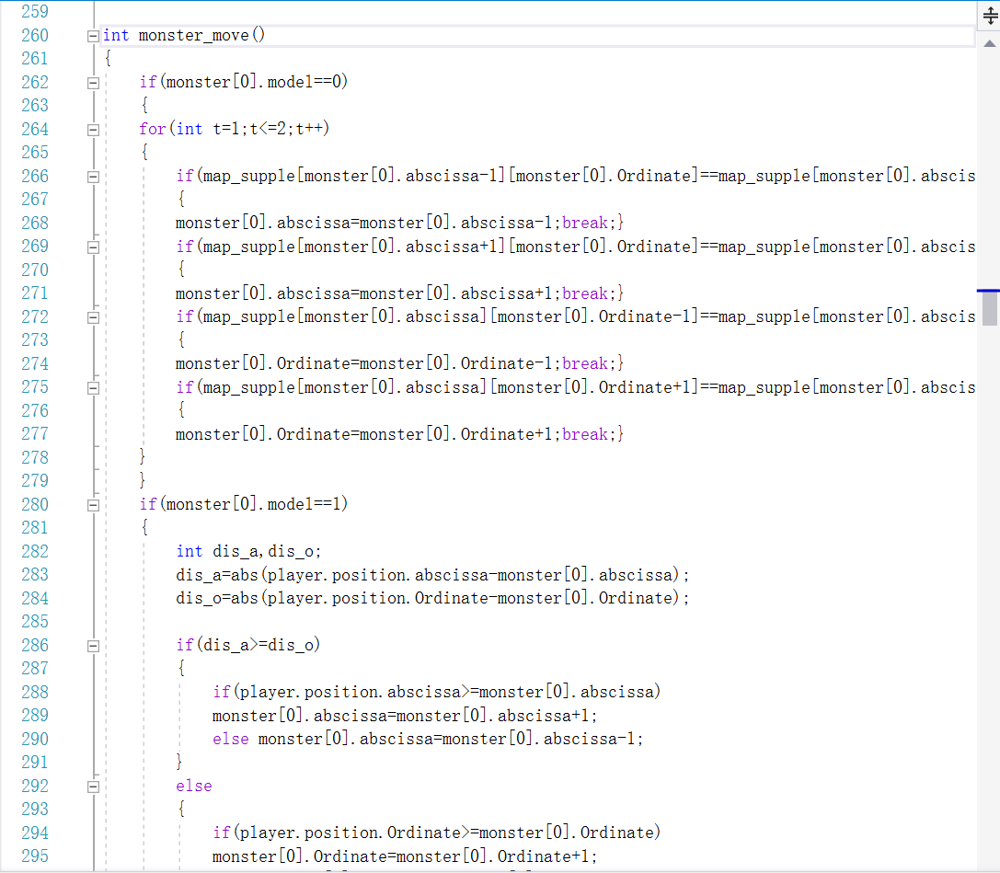 259
260 int monster_move()
261 {
262 if(monster[0].model==0)
263 {
264 for(int t=1;t<=2;t++)
265 {
266 if(map_supple[monster[0].abscissa-1][monster[0].Ordinate]==map_supple[monster[0].abscis
267 {
268 monster[0].abscissa=monster[0].abscissa-1;break;}
269 if(map_supple[monster[0].abscissa+1][monster[0].Ordinate]==map_supple[monster[0].abscis
270 {
271 monster[0].abscissa=monster[0].abscissa+1;break;}
272 if(map_supple[monster[0].abscissa][monster[0].Ordinate-1]==map_supple[monster[0].abscis
273 {
274 monster[0].Ordinate=monster[0].Ordinate-1;break;}
275 if(map_supple[monster[0].abscissa][monster[0].Ordinate+1]==map_supple[monster[0].abscis
276 {
277 monster[0].Ordinate=monster[0].Ordinate+1;break;}
278 }
279 }
280 if(monster[0].model==1)
281 {
282 int dis_a,dis_o;
283 dis_a=abs(player.position.abscissa-monster[0].abscissa);
284 dis_o=abs(player.position.Ordinate-monster[0].Ordinate);
285
286 if(dis_a>=dis_o)
287 {
288 if(player.position.abscissa>=monster[0].abscissa)
289 monster[0].abscissa=monster[0].abscissa+1;
290 else monster[0].abscissa=monster[0].abscissa-1;
291 }
292 else
293 {
294 if(player.position.Ordinate>=monster[0].Ordinate)
295 monster[0].Ordinate=monster[0].Ordinate+1;